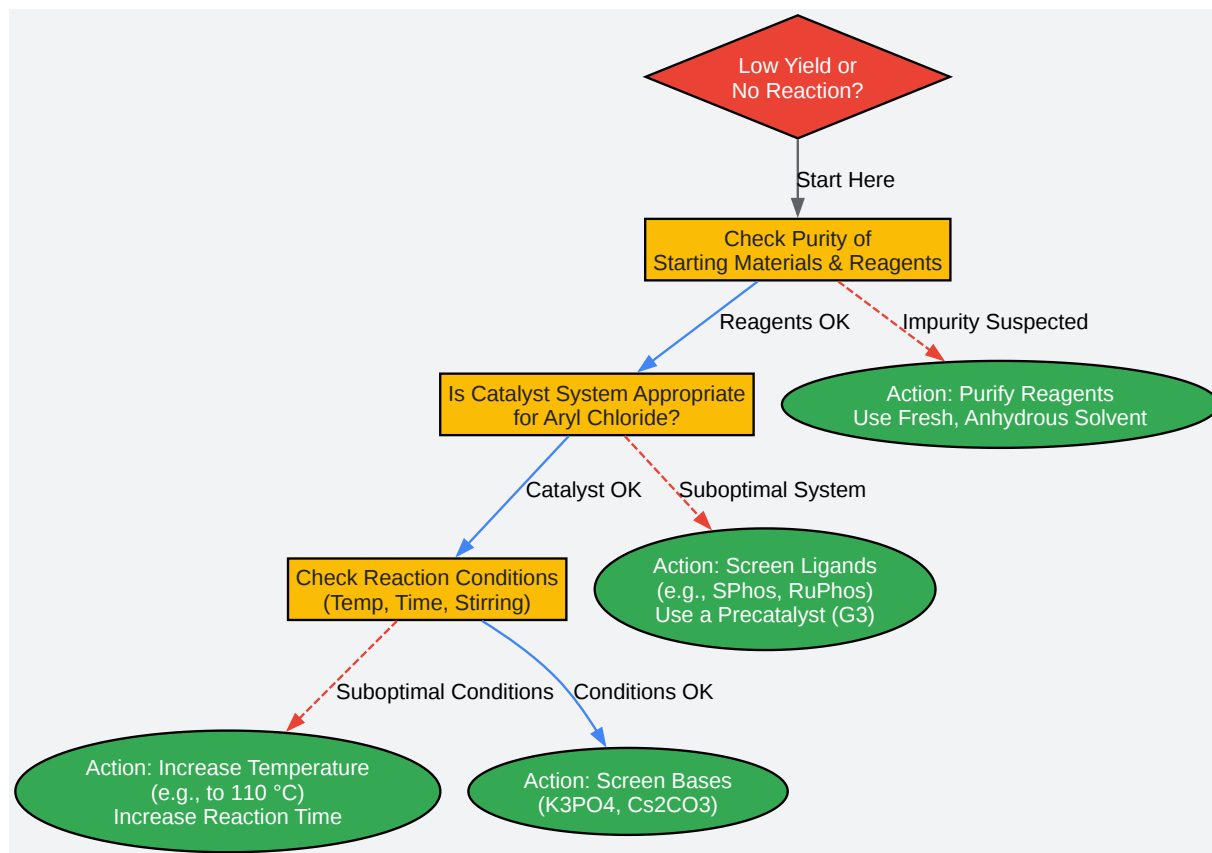 Low Yield or
No Reaction?
Start Here
Check Purity of
Starting Materials & Reagents
Reagents OK
Impurity Suspected
Is Catalyst System Appropriate
for Aryl Chloride?
Action: Purify Reagents
Use Fresh, Anhydrous Solvent
Catalyst OK
Suboptimal System
Check Reaction Conditions
(Temp, Time, Stirring)
Action: Screen Ligands
(e.g., SPhos, RuPhos)
Use a Precatalyst (G3)
Suboptimal Conditions
Conditions OK
Action: Increase Temperature
(e.g., to 110 °C)
Increase Reaction Time
Action: Screen Bases
(K3PO4, Cs2CO3)